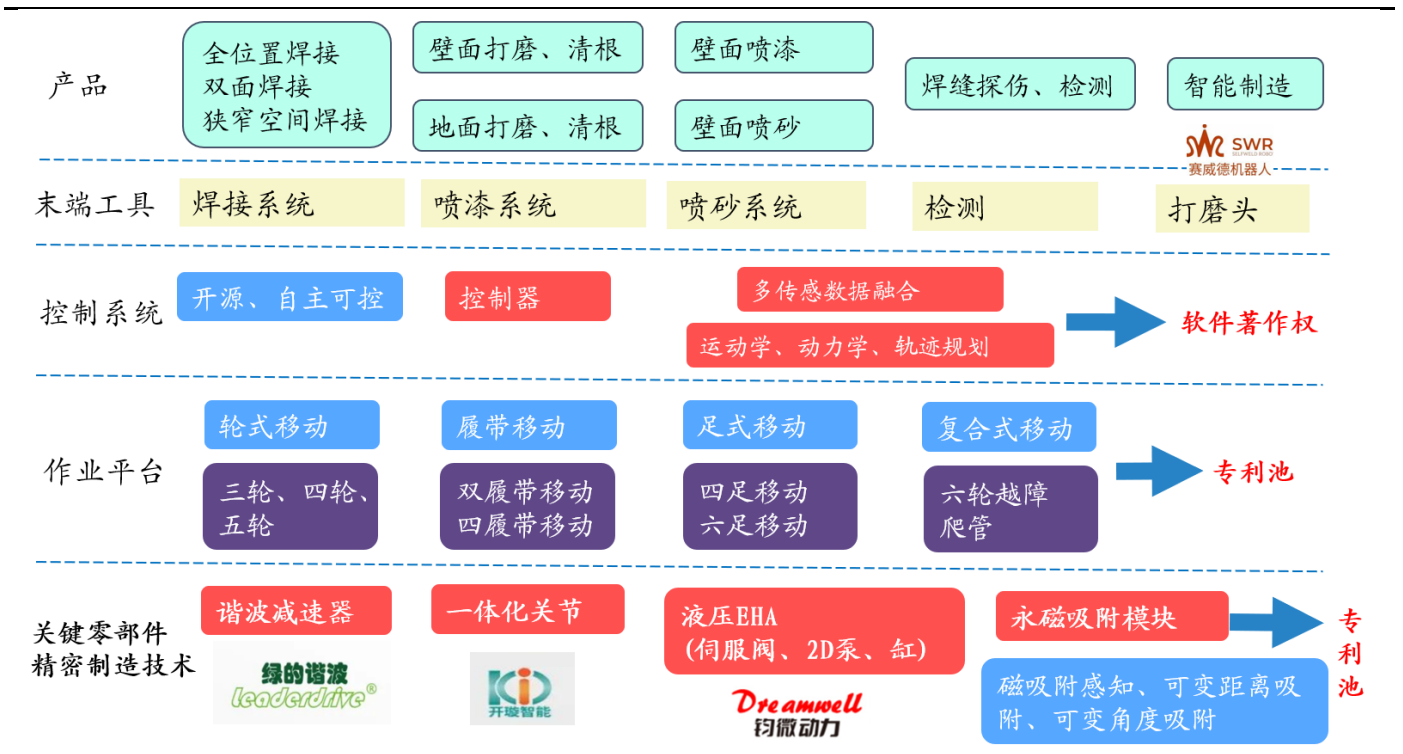 产品
全位置焊接
双面焊接
狭窄空间焊接
壁面打磨、清根
地面打磨、清根
壁面喷漆
壁面喷砂
焊缝探伤、检测
智能制造
SWR
SELFWELD ROBO
赛威德机器人
末端工具
焊接系统
喷漆系统
喷砂系统
检测
打磨头
控制系统
开源、自主可控
控制器
多传感数据融合
运动学、动力学、轨迹规划
软件著作权
作业平台
轮式移动
三轮、四轮、
五轮
履带移动
双履带移动
四履带移动
足式移动
四足移动
六足移动
复合式移动
六轮越障
爬管
专利池
关键零部件
精密制造技术
谐波减速器
绿的谐波
leaderdrive®
一体化关节
KD
开璇智能
液压EHA
(伺服阀、2D泵、缸)
Dreamwell
钧微动力
永磁吸附模块
磁吸附感知、可变距离吸
附、可变角度吸附
专
利
池